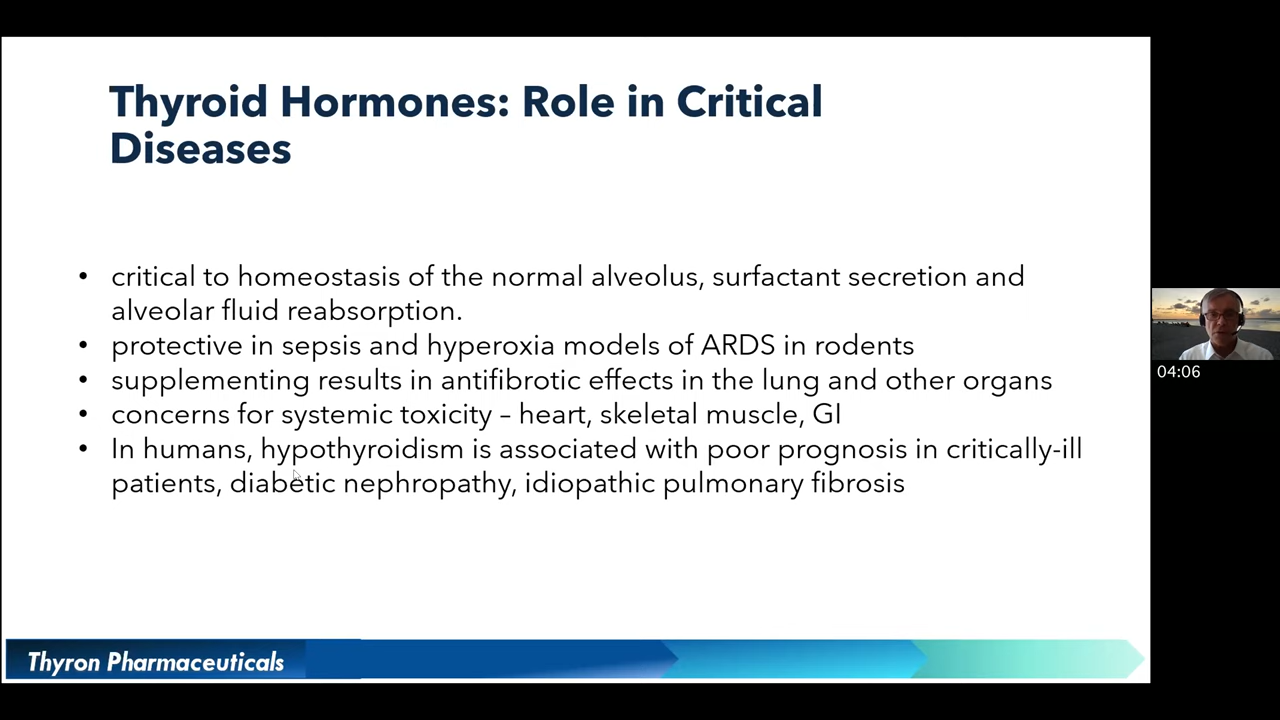 Thyroid Hormones: Role in Critical
Diseases
• critical to homeostasis of the normal alveolus, surfactant secretion and
alveolar fluid reabsorption.
• protective in sepsis and hyperoxia models of ARDS in rodents
• supplementing results in antifibrotic effects in the lung and other organs
• concerns for systemic toxicity – heart, skeletal muscle, GI
• In humans, hypothyroidism is associated with poor prognosis in critically-ill
patients, diabetic nephropathy, idiopathic pulmonary fibrosis
04:06
Thyron Pharmaceuticals